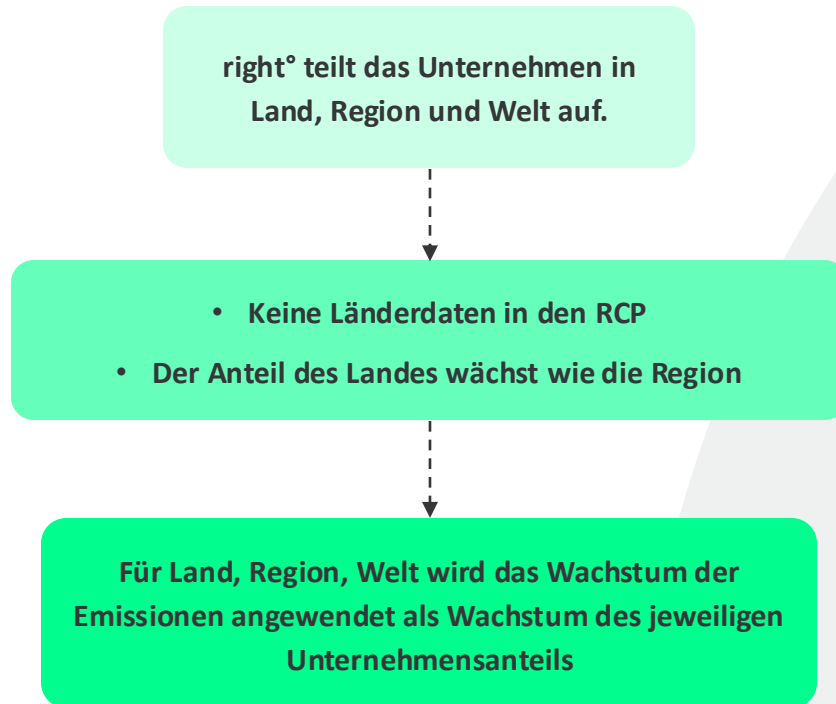 right° teilt das Unternehmen in
Land, Region und Welt auf.
• Keine Länderdaten in den RCP
• Der Anteil des Landes wächst wie die Region
Für Land, Region, Welt wird das Wachstum der
Emissionen angewendet als Wachstum des jeweiligen
Unternehmensanteils